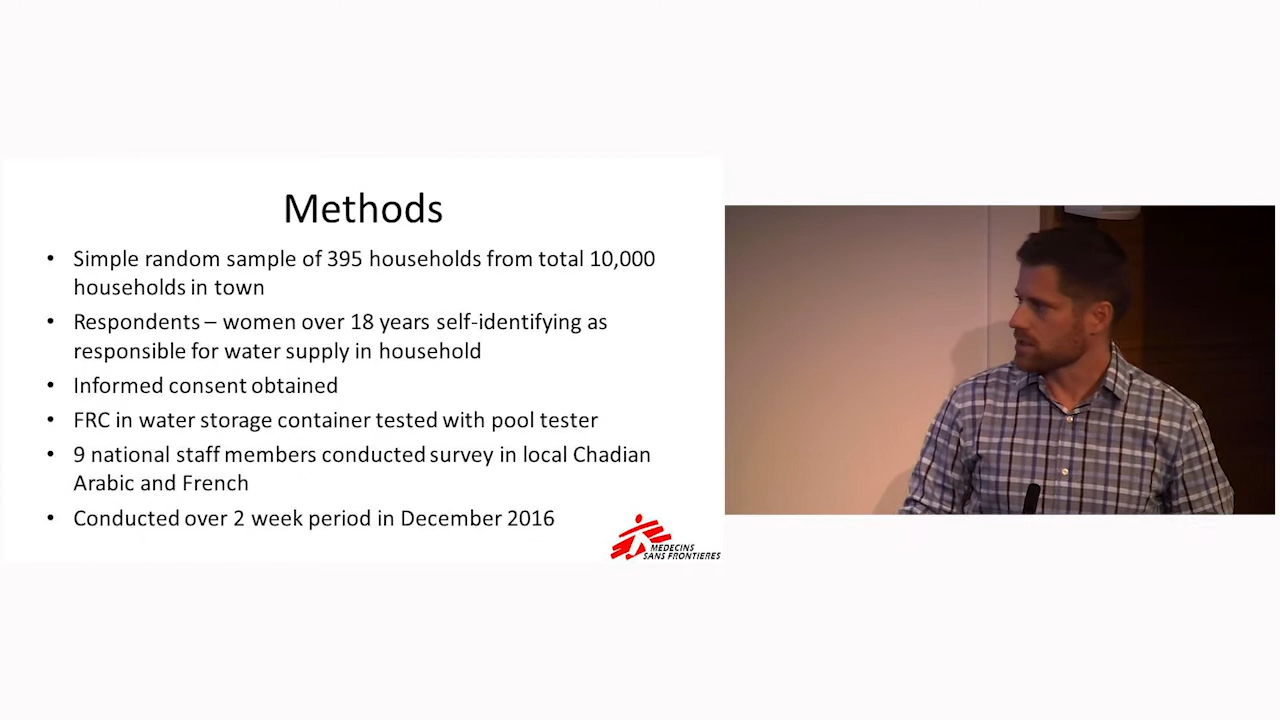 Methods
• Simple random sample of 395 households from total 10,000
households in town
• Respondents – women over 18 years self-identifying as
responsible for water supply in household
• Informed consent obtained
• FRC in water storage container tested with pool tester
• 9 national staff members conducted survey in local Chadian
Arabic and French
• Conducted over 2 week period in December 2016
MEDECINS
SANS FRONTIERES